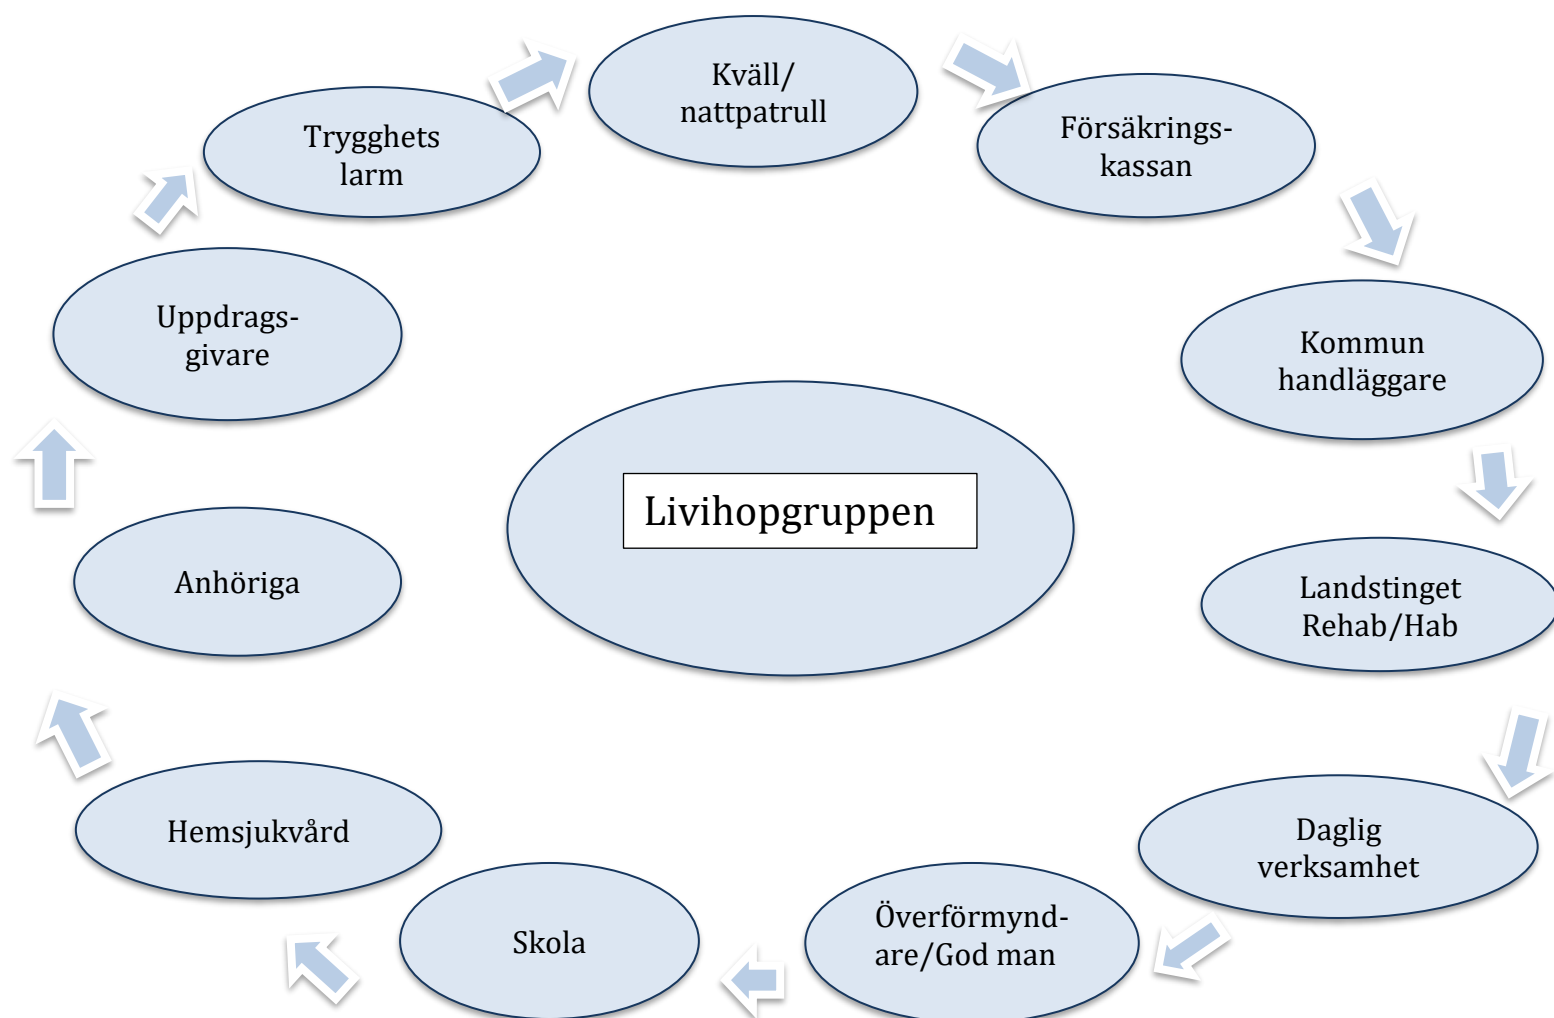 Kväll/
nattpatrull
Försäkrings-
kassan
Kommun
handläggare
Landstinget
Rehab/Hab
Daglig
verksamhet
Överförmynd-
are/God man
Skola
Hemsjukvård
Anhöriga
Uppdrags-
givare
Trygghets
larm
Livihopgruppen